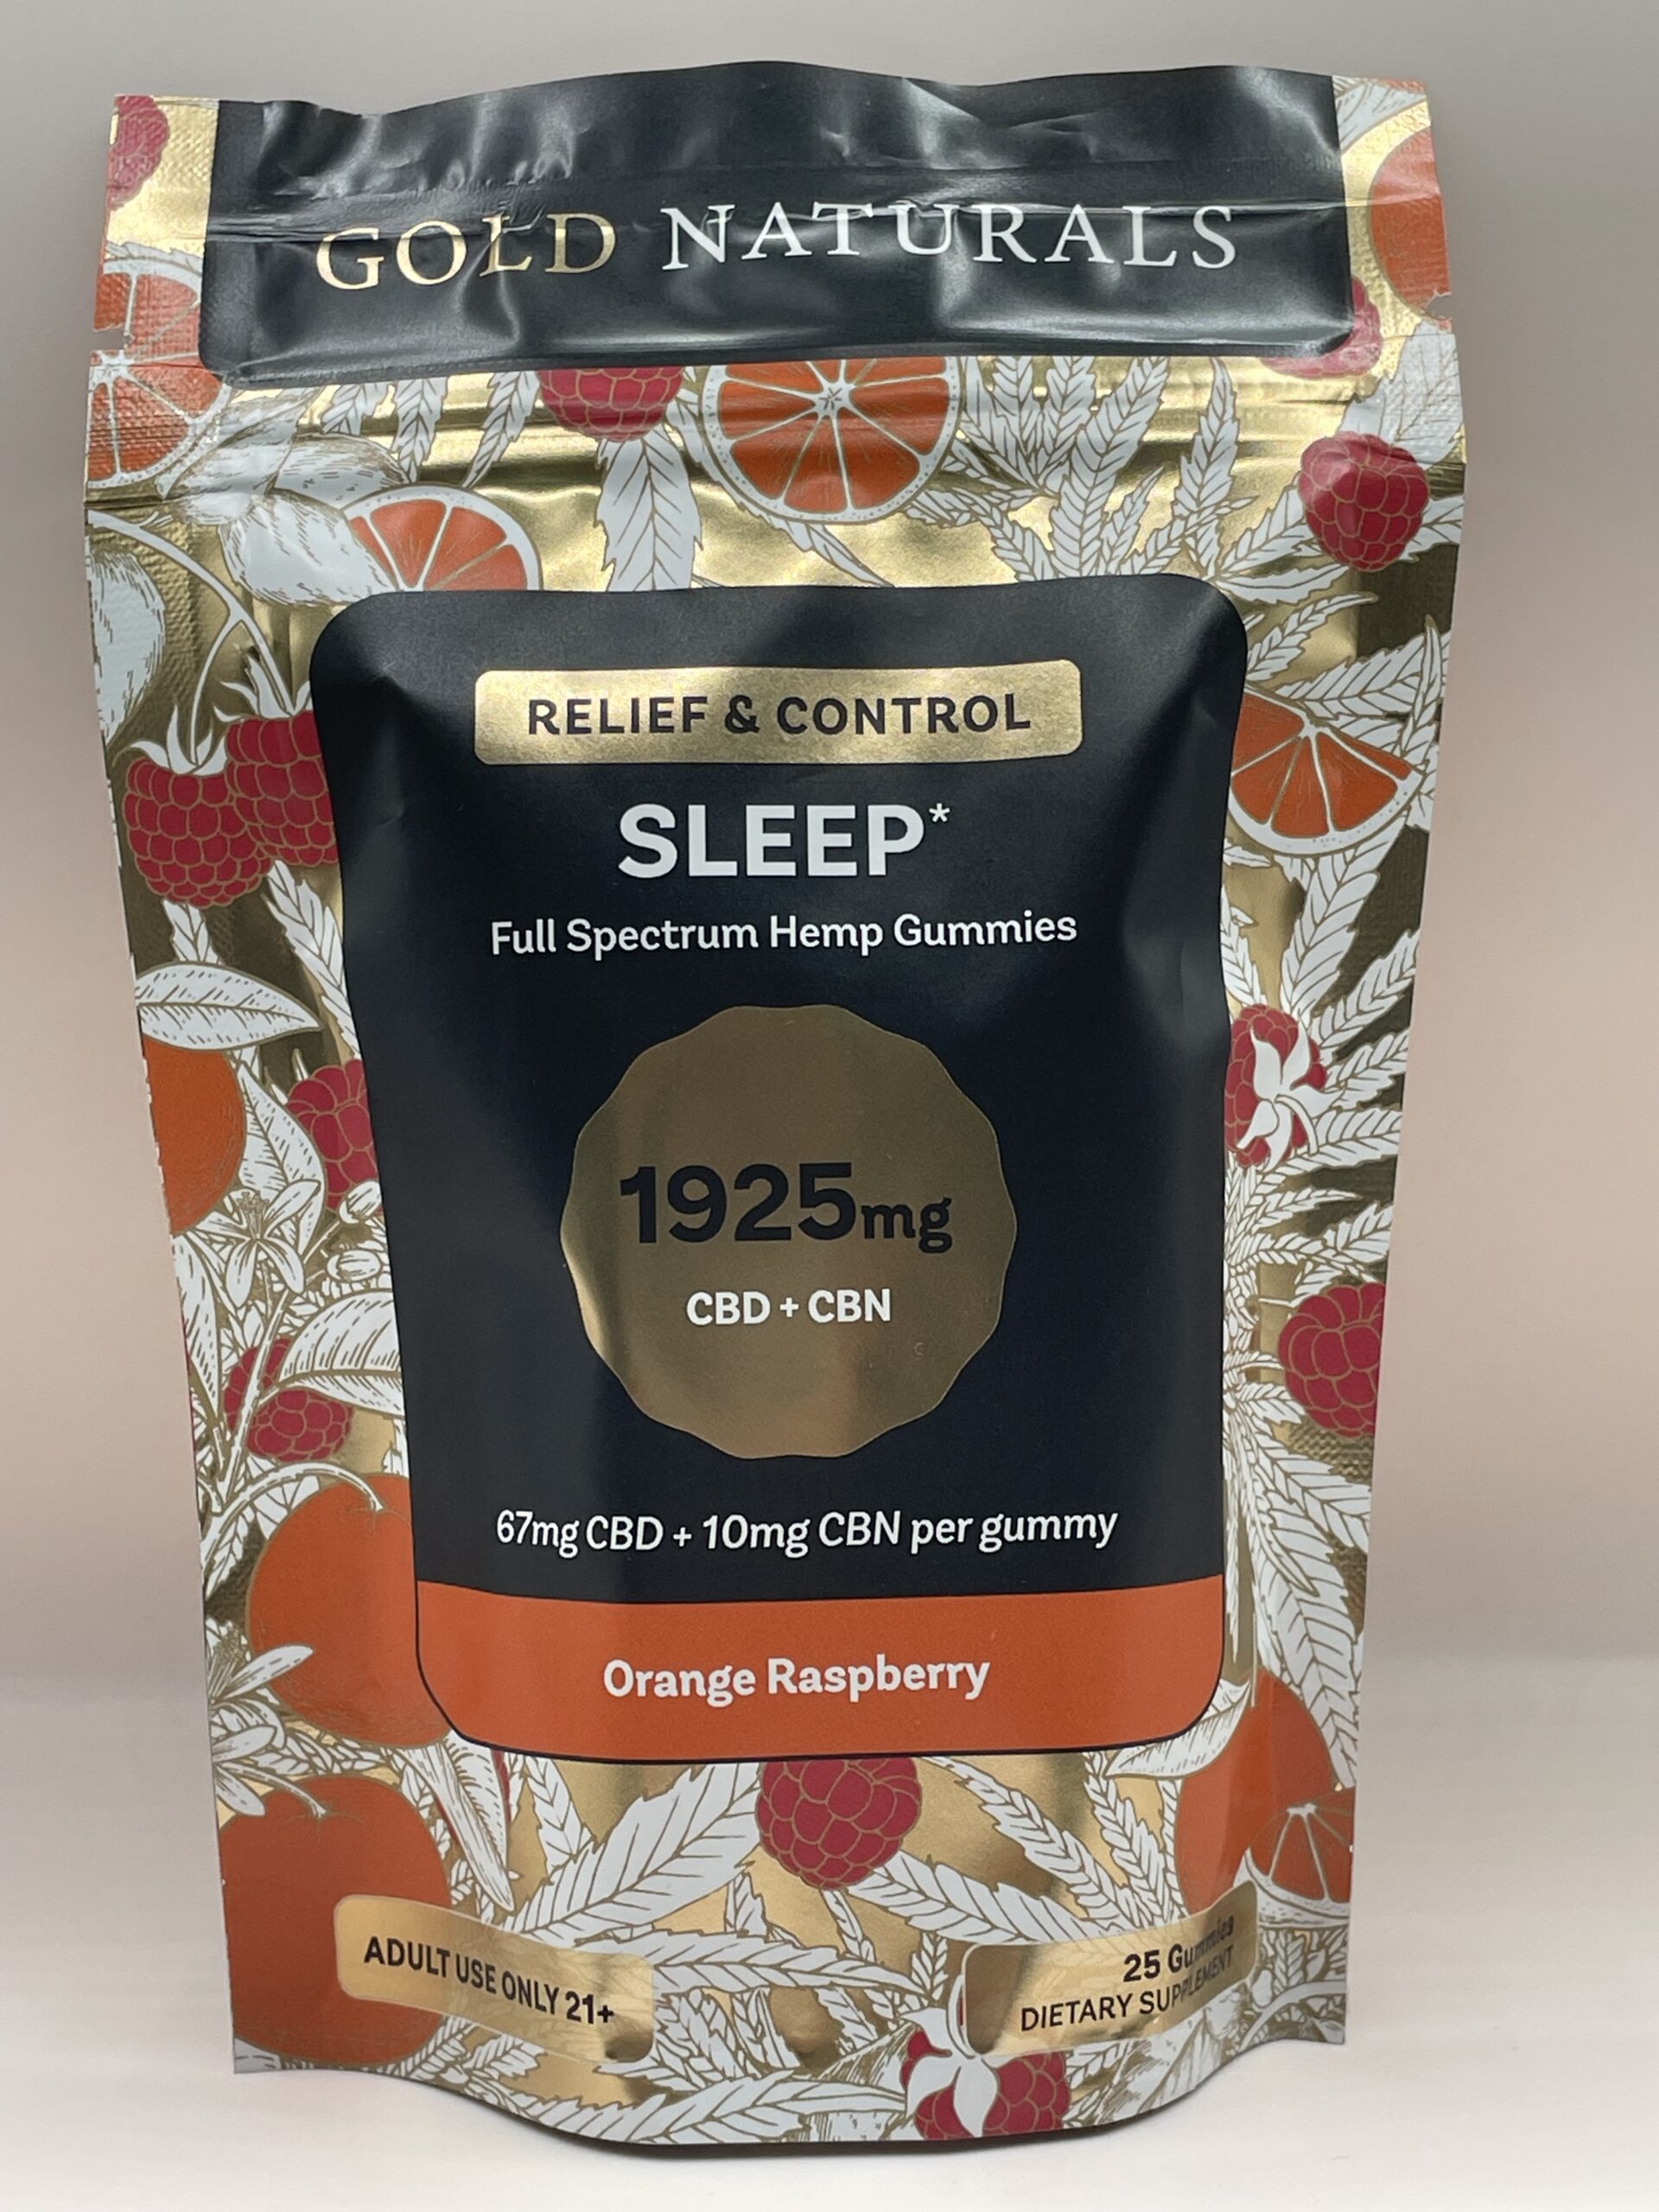 GOLD NATURALS
RELIEF & CONTROL
SLEEP*
Full Spectrum Hemp Gummies
1925mg
CBD + CBN
67mg CBD + 10mg CBN per gummy
Orange Raspberry
ADULT USE ONLY 21+
25 Gummies
DIETARY SUPPLEMENT